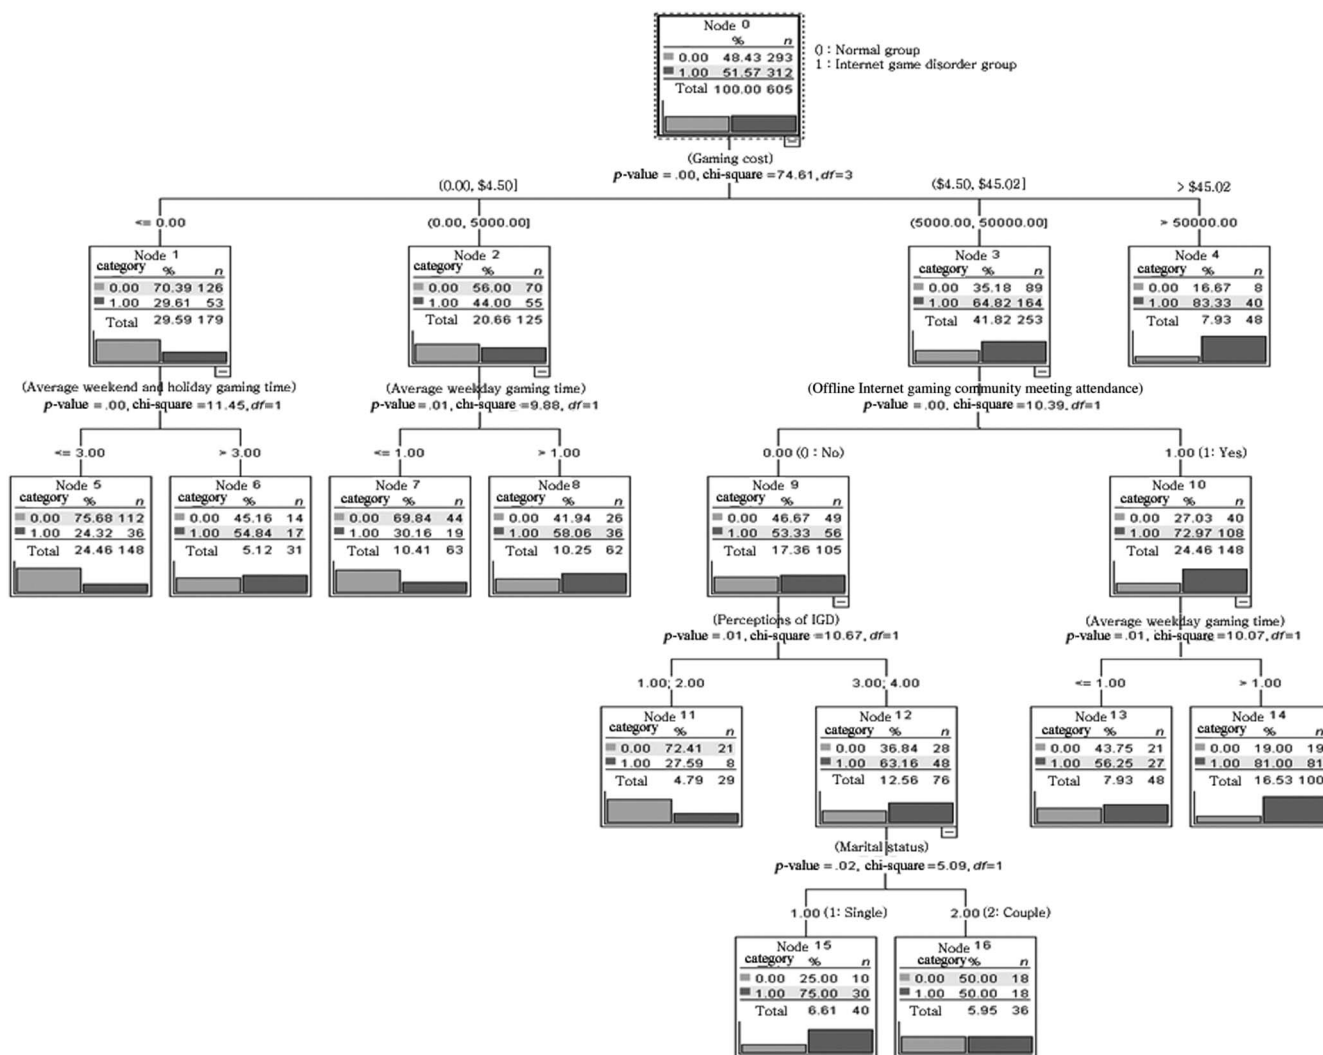 Node 0
% n
0.00 48.43 293
1.00 51.57 312
Total 100.00 605
0 : Normal group
1 : Internet game disorder group
(Gaming cost)
p-value = .00, chi-square =74.61, df=3
(0.00, $4.50]
($4.50, $45.02]
> $45.02
<= 0.00
(0.00, 5000.00]
(5000.00, 50000.00]
> 50000.00
Node 1
category % n
0.00 70.39 126
1.00 29.61 53
Total 29.59 179
Node 2
category % n
0.00 56.00 70
1.00 44.00 55
Total 20.66 125
Node 3
category % n
0.00 35.18 89
1.00 64.82 164
Total 41.82 253
Node 4
category % n
0.00 16.67 8
1.00 83.33 40
Total 7.93 48
(Average weekend and holiday gaming time)
p-value = .00, chi-square =11.45, df=1
(Average weekday gaming time)
p-value =.01, chi-square =9.88, df=1
(Offline Internet gaming community meeting attendance)
p-value = .00, chi-square =10.39, df=1
<= 3.00
> 3.00
<= 1.00
> 1.00
0.00 (0 : No)
1.00 (1: Yes)
Node 5
category % n
0.00 75.68 112
1.00 24.32 36
Total 24.46 148
Node 6
category % n
0.00 45.16 14
1.00 54.84 17
Total 5.12 31
Node 7
category % n
0.00 69.84 44
1.00 30.16 19
Total 10.41 63
Node8
category % n
0.00 41.94 26
1.00 58.06 36
Total 10.25 62
Node 9
category % n
0.00 46.67 49
1.00 53.33 56
Total 17.36 105
Node 10
category % n
0.00 27.03 40
1.00 72.97 108
Total 24.46 148
(Perceptions of IGD)
p-value =.01, chi-square =10.67, df=1
(Average weekday gaming time)
p-value =.01, chi-square =10.07, df=1
1.00; 2.00
3.00; 4.00
<= 1.00
> 1.00
Node 11
category % n
0.00 72.41 21
1.00 27.59 8
Total 4.79 29
Node 12
category % n
0.00 36.84 28
1.00 63.16 48
Total 12.56 76
Node 13
category % n
0.00 43.75 21
1.00 56.25 27
Total 7.93 48
Node 14
category % n
0.00 19.00 19
1.00 81.00 81
Total 16.53 100
(Marital status)
p-value = .02, chi-square =5.09, df=1
1.00 (1: Single)
2.00 (2: Couple)
Node 15
category % n
0.00 25.00 10
1.00 75.00 30
Total 6.61 40
Node 16
category % n
0.00 50.00 18
1.00 50.00 18
Total 5.95 36